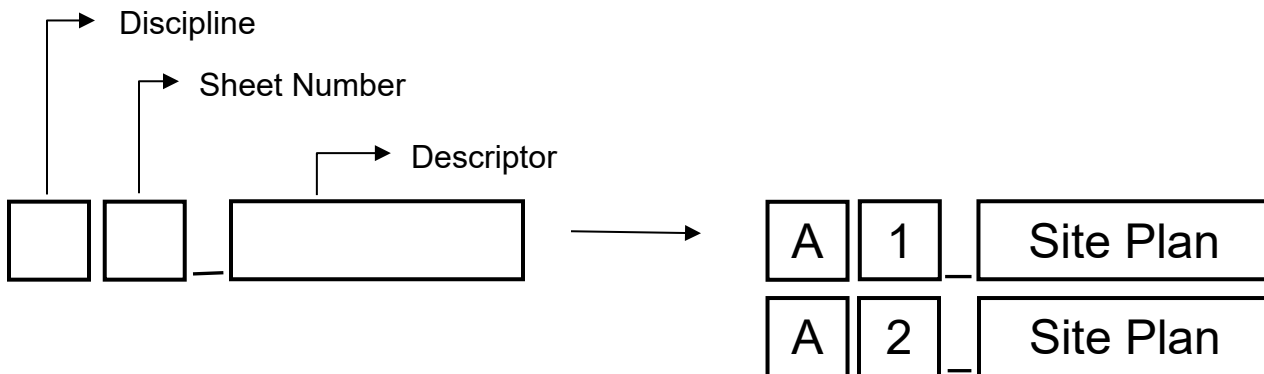 Discipline
Sheet Number
Descriptor
_ A 1 _ Site Plan
A 2 _ Site Plan